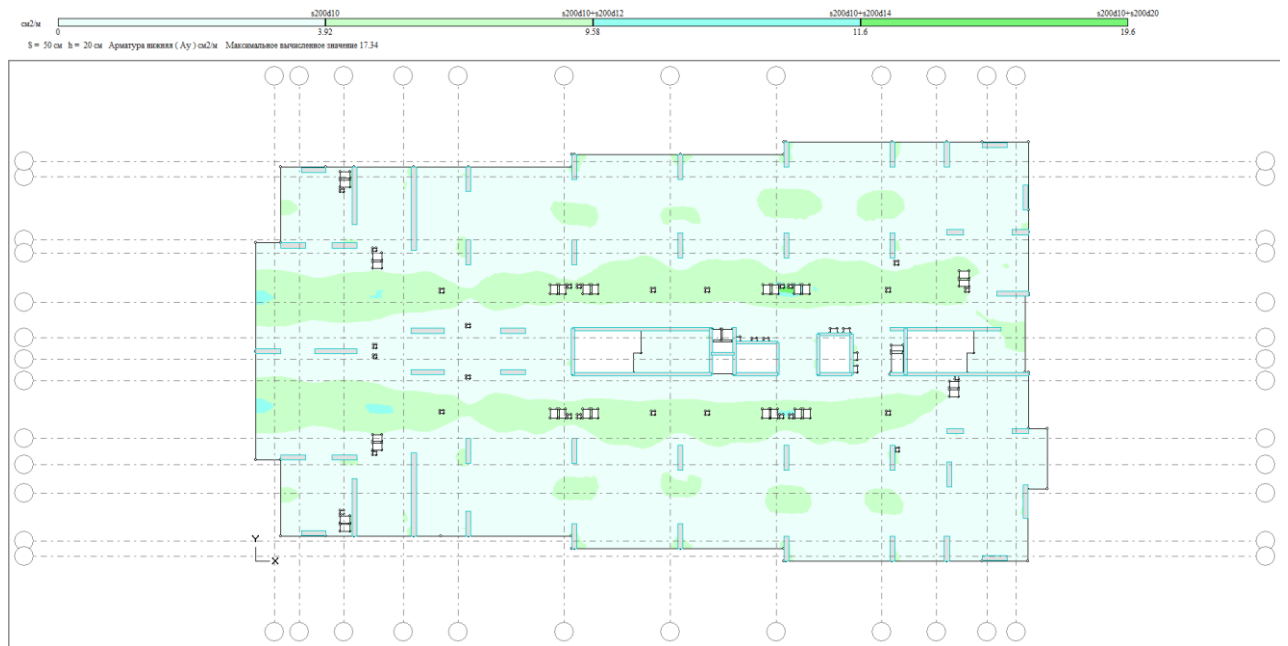 s200d10 s200d10+s200d12 s200d10+s200d14 s200d10+s200d20
см2/м
0 3.92 9.58 11.6 19.6
S = 50 см h = 20 см Арматура нижняя ( Ay ) см2/м Максимальное вычисленное значение 17.34
Y
X